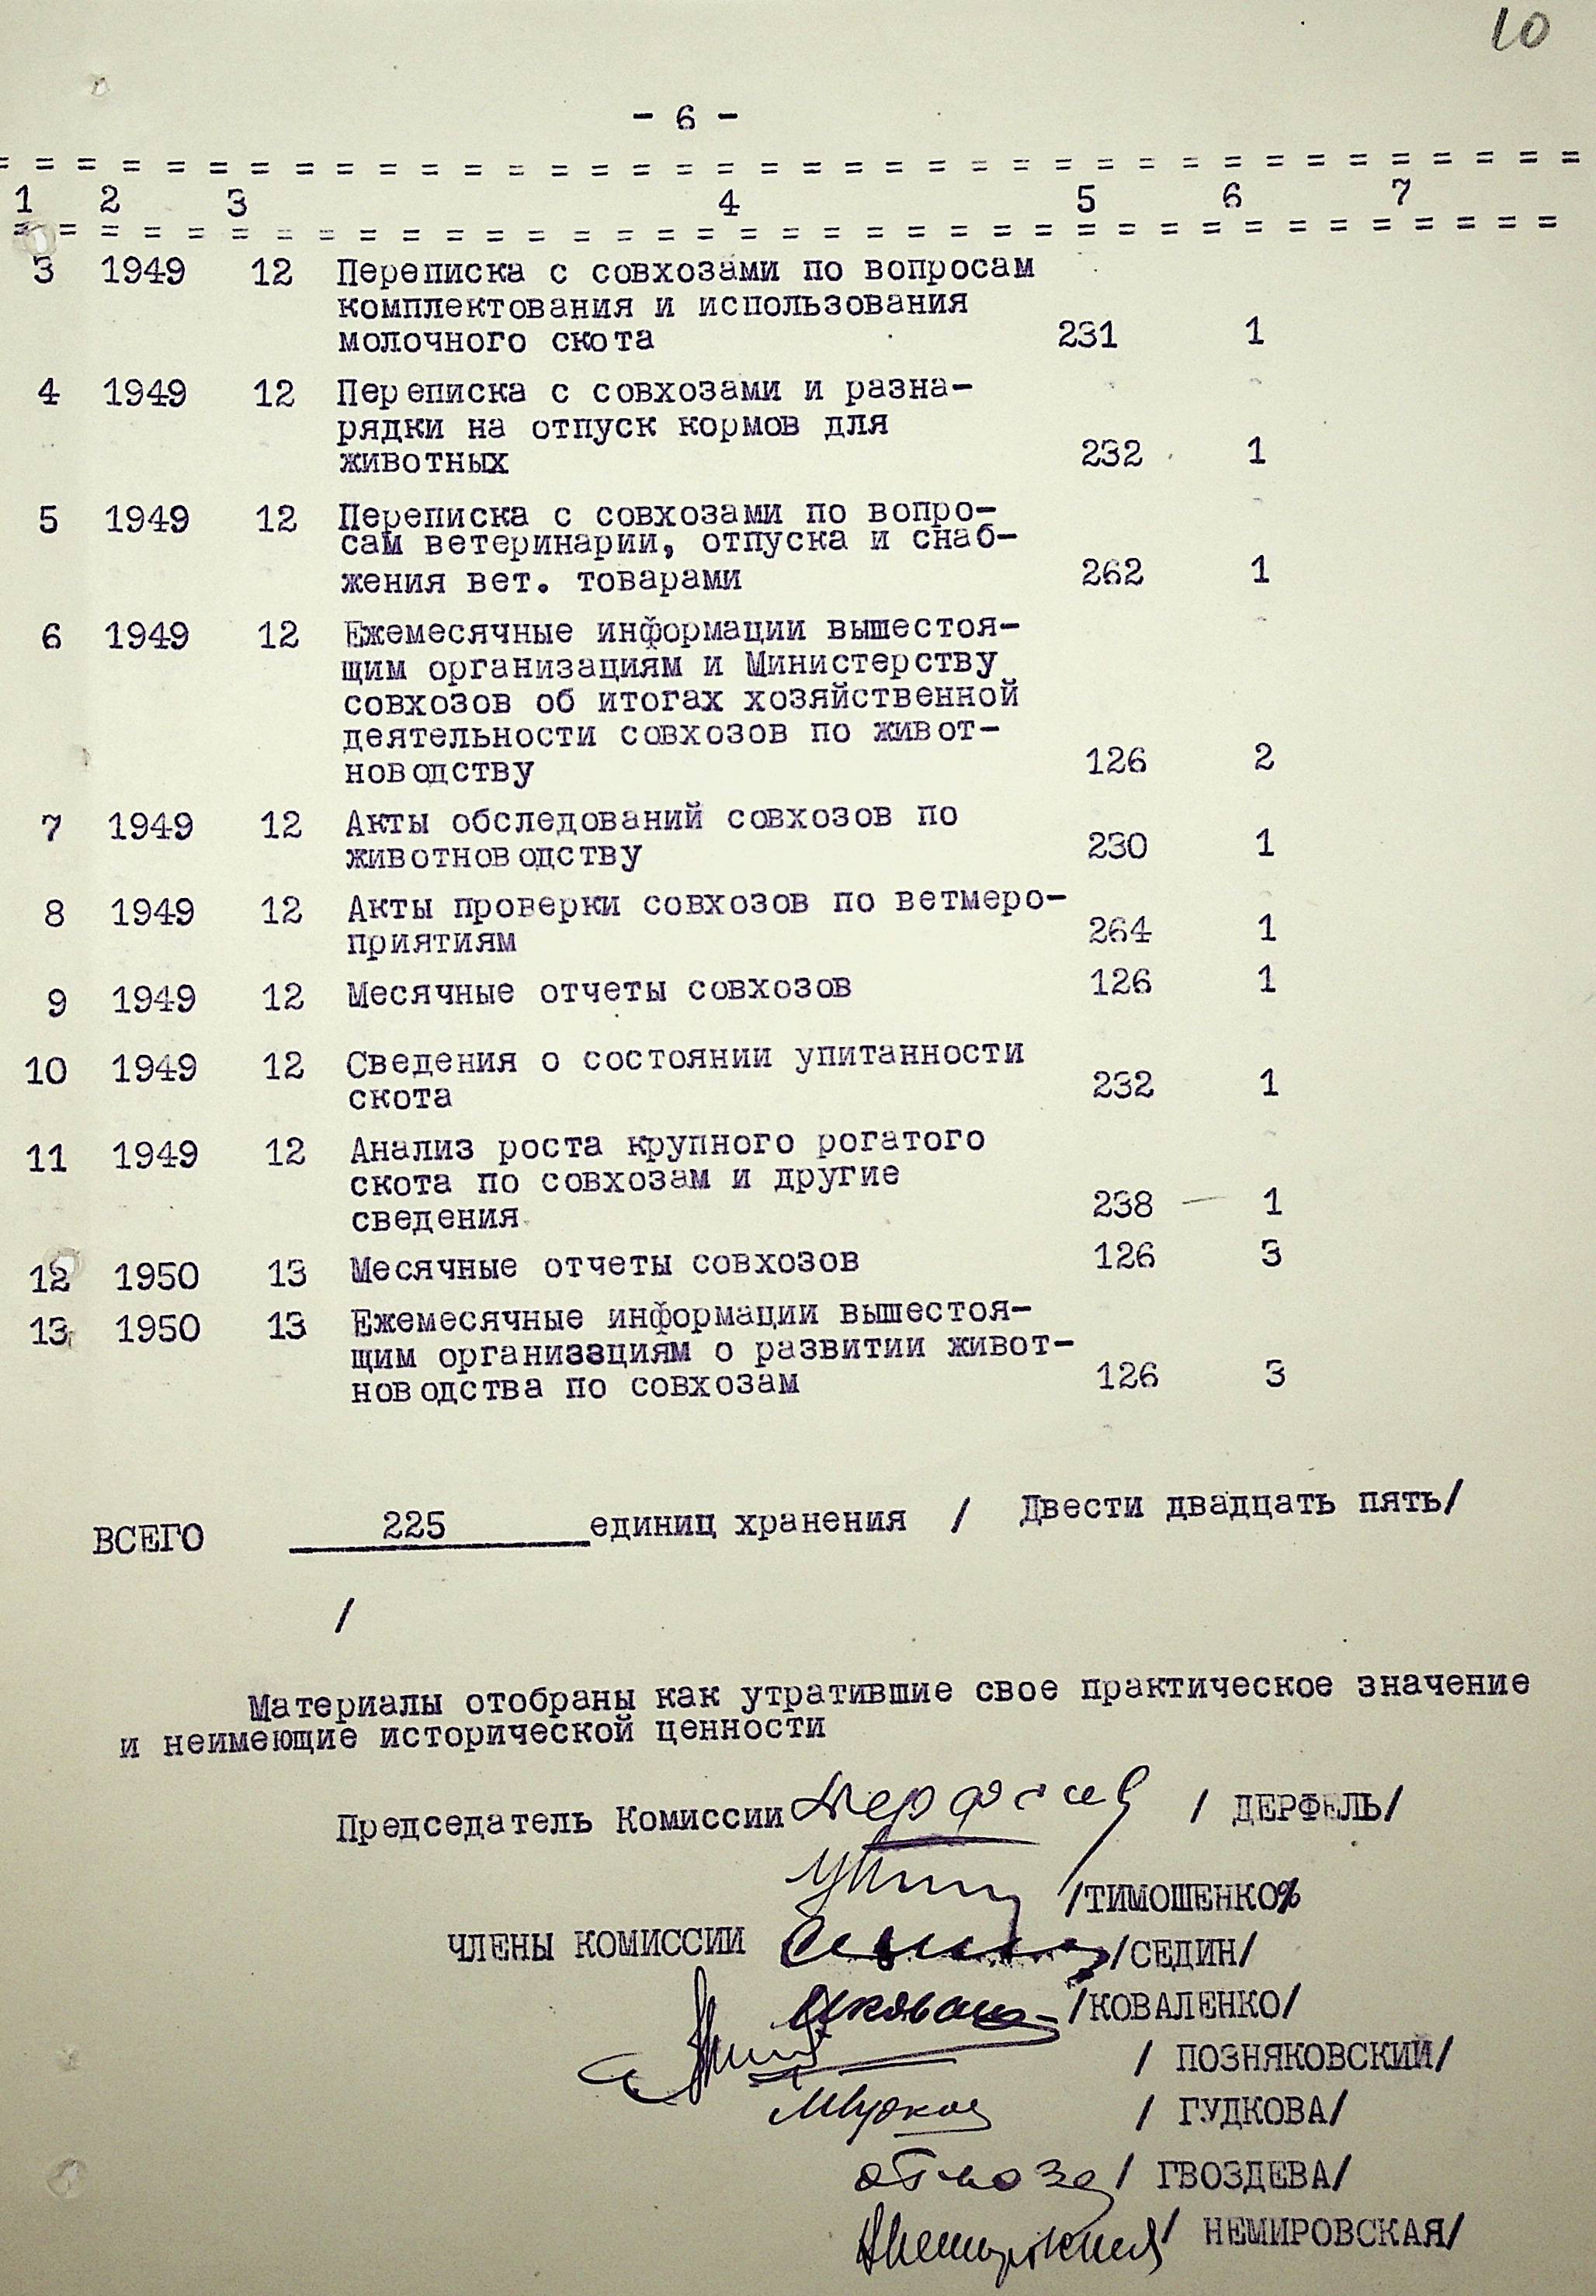 10
- 6 -
= = = = = = = = = = = = = = = = = = = = = = = = = = = = = = = = = = = = = =
1 2 3 4 5 6 7
= = = = = = = = = = = = = = = = = = = = = = = = = = = = = = = = = = = = =
3 1949 12 Переписка с совхозами по вопросам
комплектования и использования
молочного скота 231 1
4 1949 12 Переписка с совхозами и разна-
рядки на отпуск кормов для
животных 232 1
5 1949 12 Переписка с совхозами по вопро-
сам ветеринарии, отпуска и снаб-
жения вет. товарами 262 1
6 1949 12 Ежемесячные информации вышестоя-
щим организациям и Министерству
совхозов об итогах хозяйственной
деятельности совхозов по живот-
новодству 126 2
7 1949 12 Акты обследований совхозов по
животноводству 230 1
8 1949 12 Акты проверки совхозов по ветмеро-
приятиям 264 1
9 1949 12 Месячные отчеты совхозов 126 1
10 1949 12 Сведения о состоянии упитанности
скота 232 1
11 1949 12 Анализ роста крупного рогатого
скота по совхозам и другие
сведения 238 1
12 1950 13 Месячные отчеты совхозов 126 3
13 1950 13 Ежемесячные информации вышестоя-
щим организациям о развитии живот-
новодства по совхозам 126 3
ВСЕГО 225 единиц хранения / Двести двадцать пять/
/
Материалы отобраны как утратившие свое практическое значение
и неимеющие исторической ценности
Председатель Комиссии / ДЕРФЕЛЬ/
/ТИМОШЕНКО%
ЧЛЕНЫ КОМИССИИ /СЕДИН/
/КОВАЛЕНКО/
/ ПОЗНЯКОВСКИЙ/
/ ГУДКОВА/
/ ГВОЗДЕВА/
/ НЕМИРОВСКАЯ/